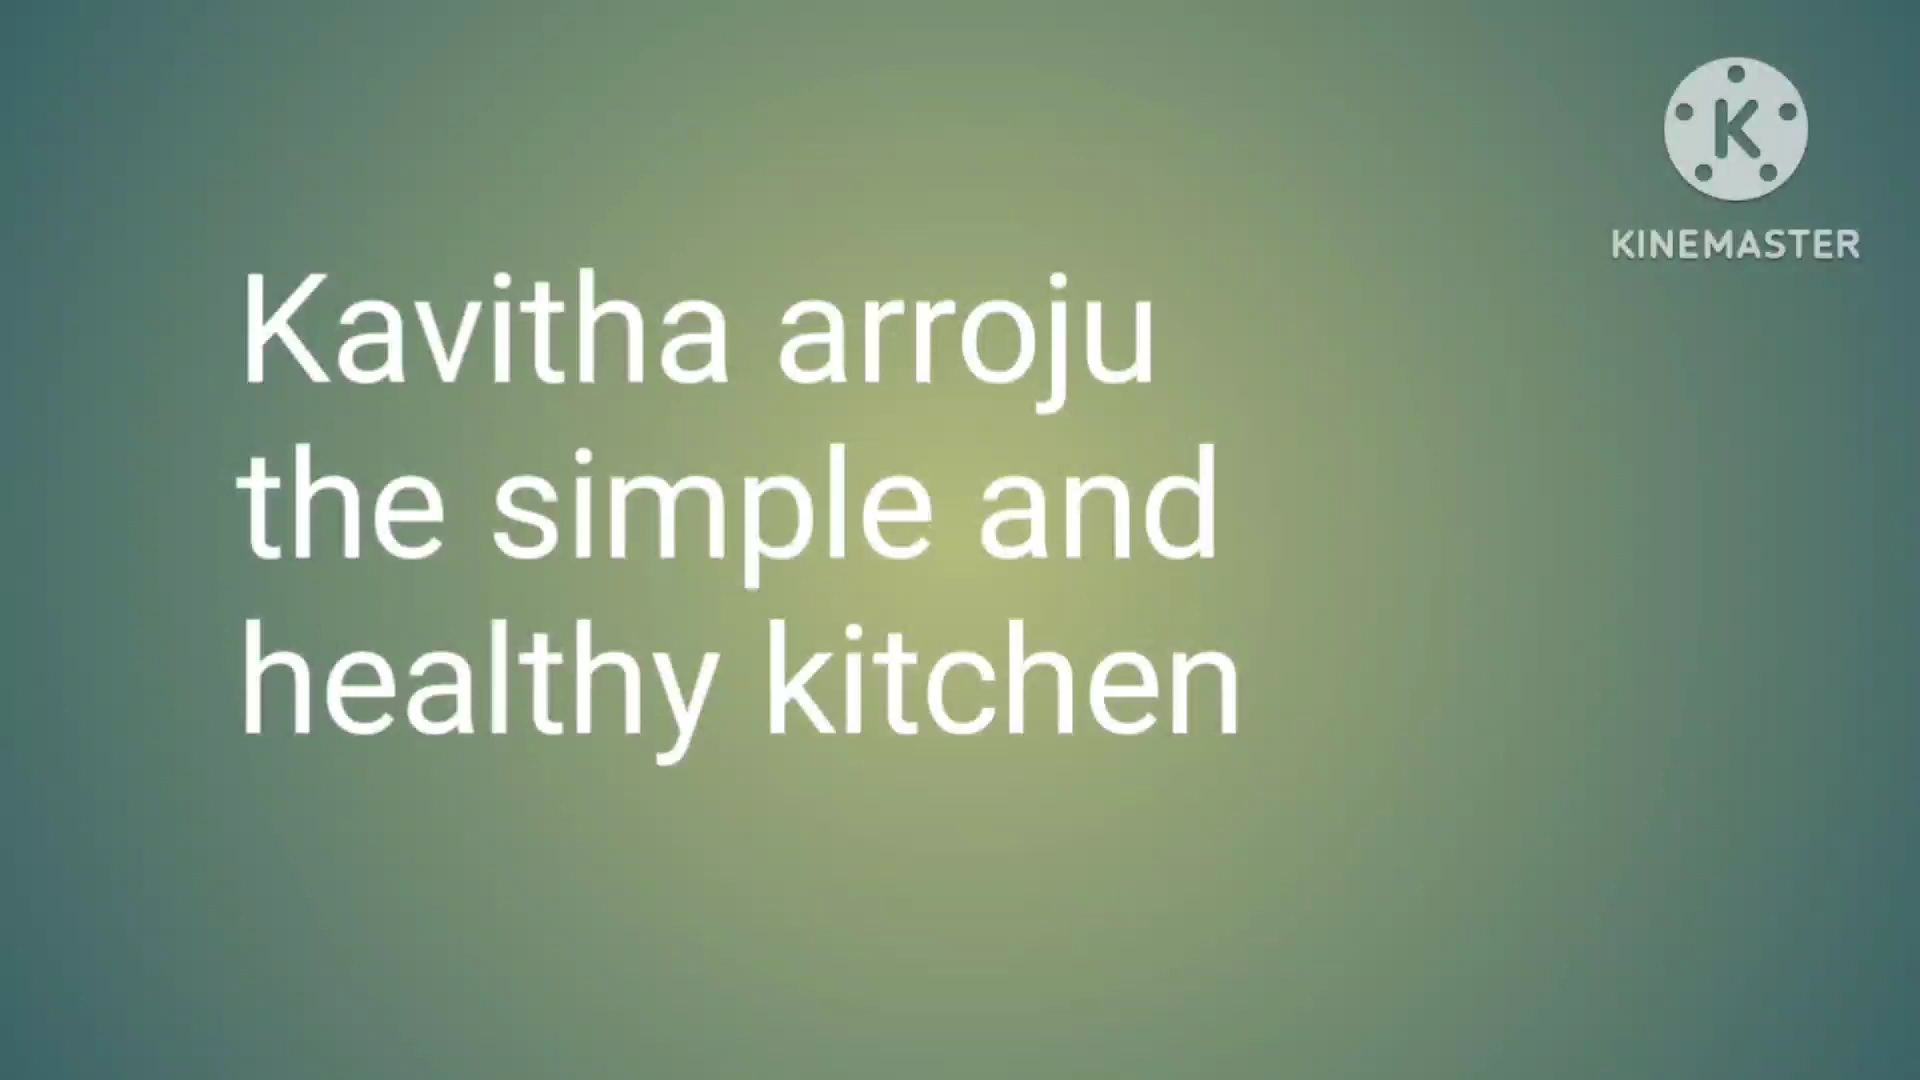 K
KINEMASTER
Kavitha arroju
the simple and
healthy kitchen